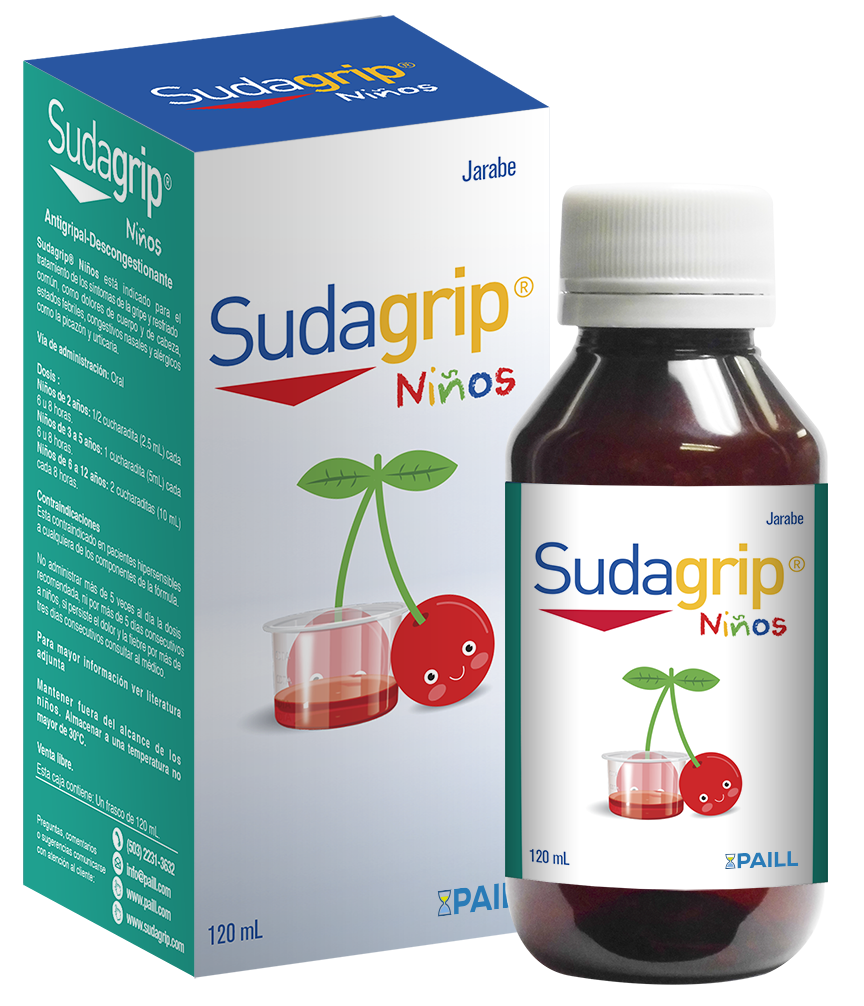 Sudagrip®
Niños
Sudagrip®
Niños
Antigripal-Descongestionante
Sudagrip® Niños está indicado para el
tratamiento de los síntomas de la gripe y resfriado
común, como dolores de cuerpo y de cabeza,
estados febriles, congestivos nasales y alérgicos
como la picazón y urticaria.
Vía de administración: Oral
Dosis :
Niños de 2 años: 1/2 cucharadita (2.5 mL) cada
6 u 8 horas.
Niños de 3 a 5 años: 1 cucharadita (5mL) cada
6 u 8 horas.
Niños de 6 a 12 años: 2 cucharaditas (10 mL)
cada 8 horas.
Contraindicaciones
Esta contraindicado en pacientes hipersensibles
a cualquiera de los componentes de la fórmula.
No administrar más de 5 veces al día la dosis
recomendada, ni por más de 5 días consecutivos
a niños, si persiste el dolor y la fiebre por más de
tres días consecutivos consultar al médico.
Para mayor información ver literatura
adjunta
Mantener fuera del alcance de los
niños. Almacenar a una temperatura no
mayor de 30°C.
Venta libre.
Esta caja contiene: Un frasco de 120 mL
Preguntas, comentarios
o sugerencias comunicarse
con atención al cliente:
(503) 2231-3632
info@paill.com
www.paill.com
www.sudagrip.com
Jarabe
Sudagrip®
Niños
120 mL
PAILL
Jarabe
Sudagrip®
Niños
120 mL
PAILL